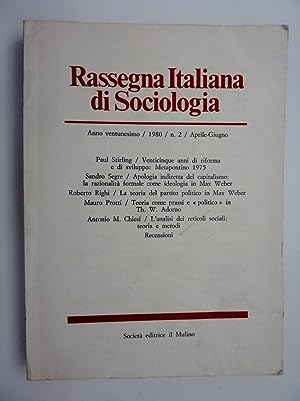 Rassegna Italiana
di Sociologia
Anno ventunesimo / 1980 / n. 2 / Aprile-Giugno
Paul Stirling / Venticinque anni di riforma
e di sviluppo: Metapontino 1975
Sandro Segre / Apologia indiretta del capitalismo:
la razionalità formale come ideologia in Max Weber
Roberto Righi / La teoria del partito politico in Max Weber
Mauro Protti / Teoria come prassi e « politico » in
Th. W. Adorno
Antonio M. Chiesi / L'analisi dei reticoli sociali:
teoria e metodi
Recensioni
Società editrice il Mulino